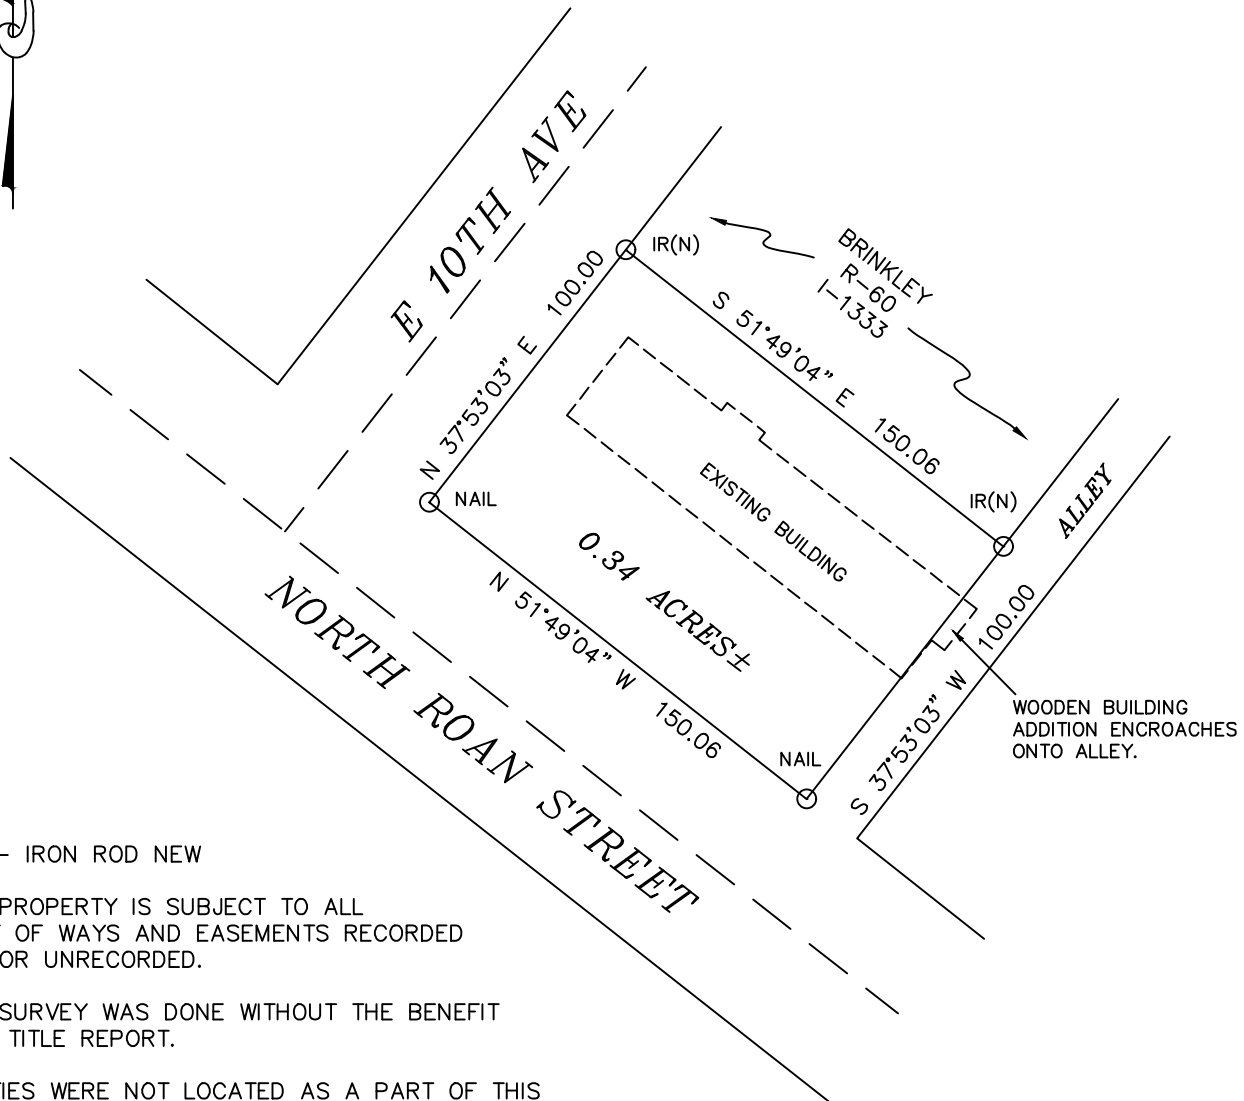 E 10TH AVE
IR(N)
BRINKLEY
R-60
I-1333
N 37°53'03" E 100.00
S 51°49'04" E 150.06
NAIL
IR(N)
ALLEY
EXISTING BUILDING
0.34 ACRES±
N 51°49'04" W 150.06
NORTH ROAN STREET
S 37°53'03" W 100.00
NAIL
WOODEN BUILDING
ADDITION ENCROACHES
ONTO ALLEY.
– IRON ROD NEW
PROPERTY IS SUBJECT TO ALL
OF WAYS AND EASEMENTS RECORDED
OR UNRECORDED.
SURVEY WAS DONE WITHOUT THE BENEFIT
TITLE REPORT.
TIES WERE NOT LOCATED AS A PART OF THIS